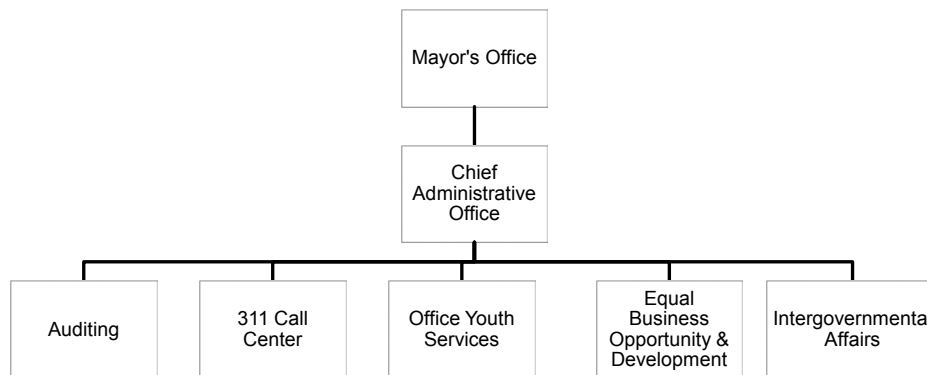 Mayor's Office
Chief
Administrative
Office
Auditing
311 Call
Center
Office Youth
Services
Equal
Business
Opportunity &
Development
Intergovernmenta
Affairs